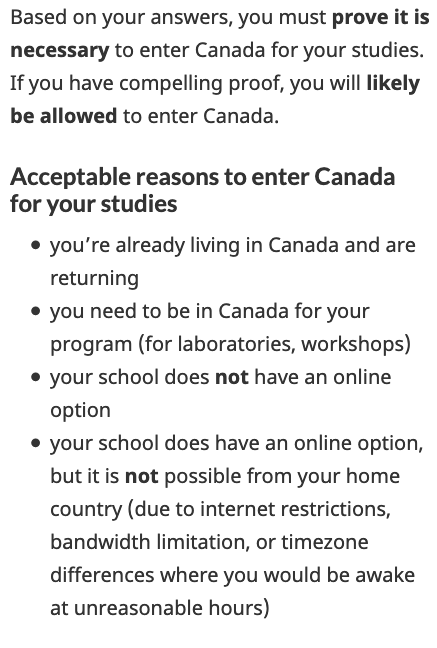 Based on your answers, you must prove it is
necessary to enter Canada for your studies.
If you have compelling proof, you will likely
be allowed to enter Canada.
Acceptable reasons to enter Canada
for your studies
• you’re already living in Canada and are
returning
• you need to be in Canada for your
program (for laboratories, workshops)
• your school does not have an online
option
• your school does have an online option,
but it is not possible from your home
country (due to internet restrictions,
bandwidth limitation, or timezone
differences where you would be awake
at unreasonable hours)